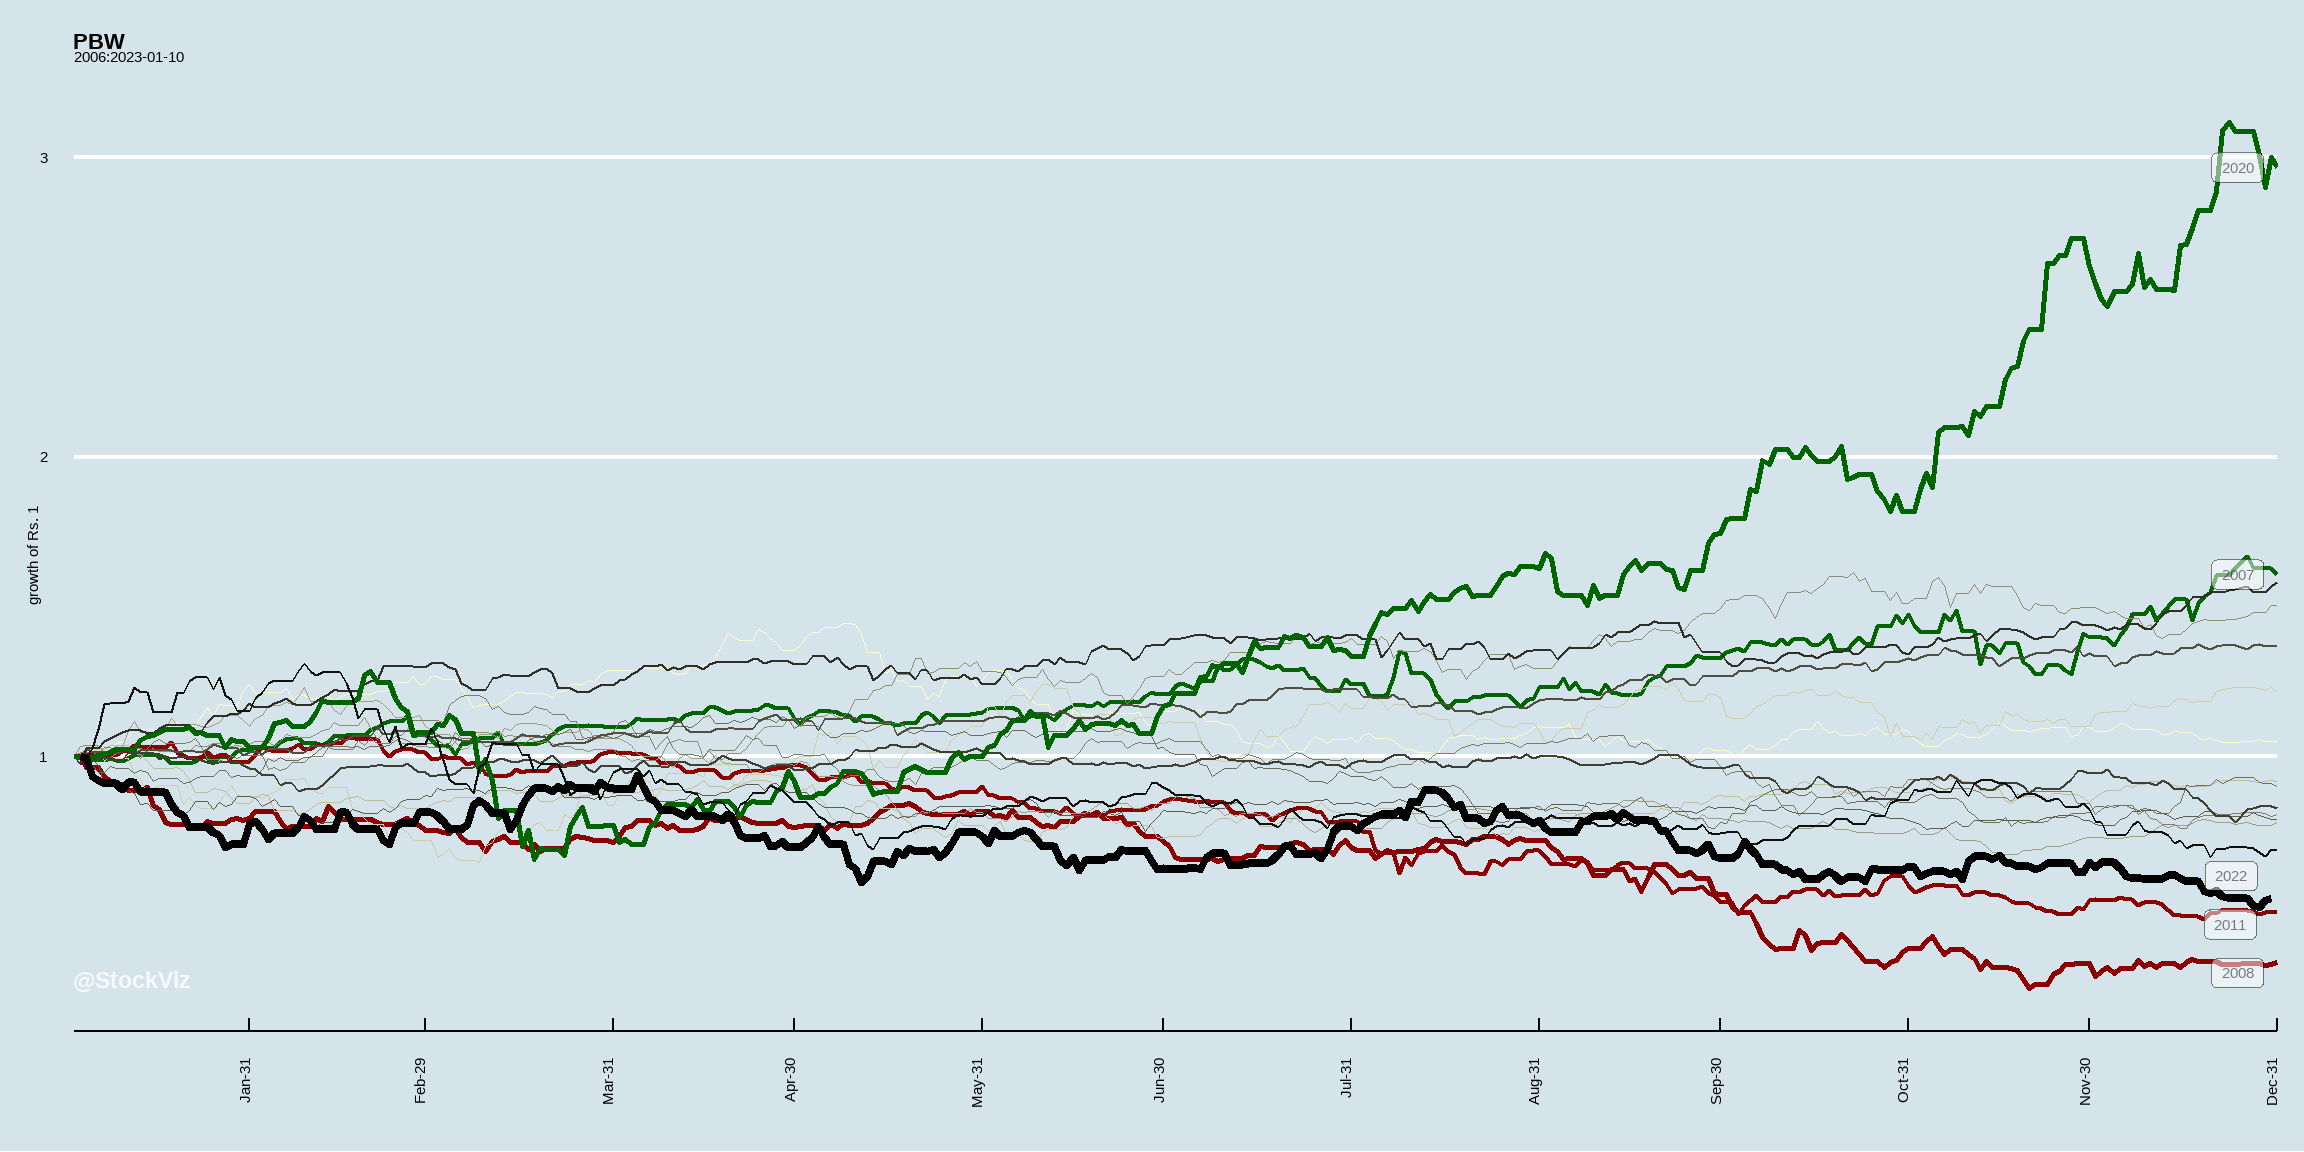 PBW
2006:2023-01-10
3
2020
2
growth of Rs. 1
2007
1
2022
2011
2008
@StockViz
Jan-31
Feb-29
Mar-31
Apr-30
May-31
Jun-30
Jul-31
Aug-31
Sep-30
Oct-31
Nov-30
Dec-31